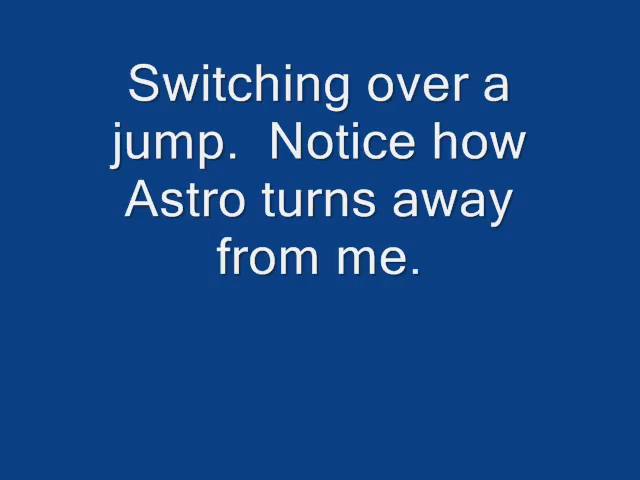 Switching over a
jump.  Notice how
Astro turns away
from me.